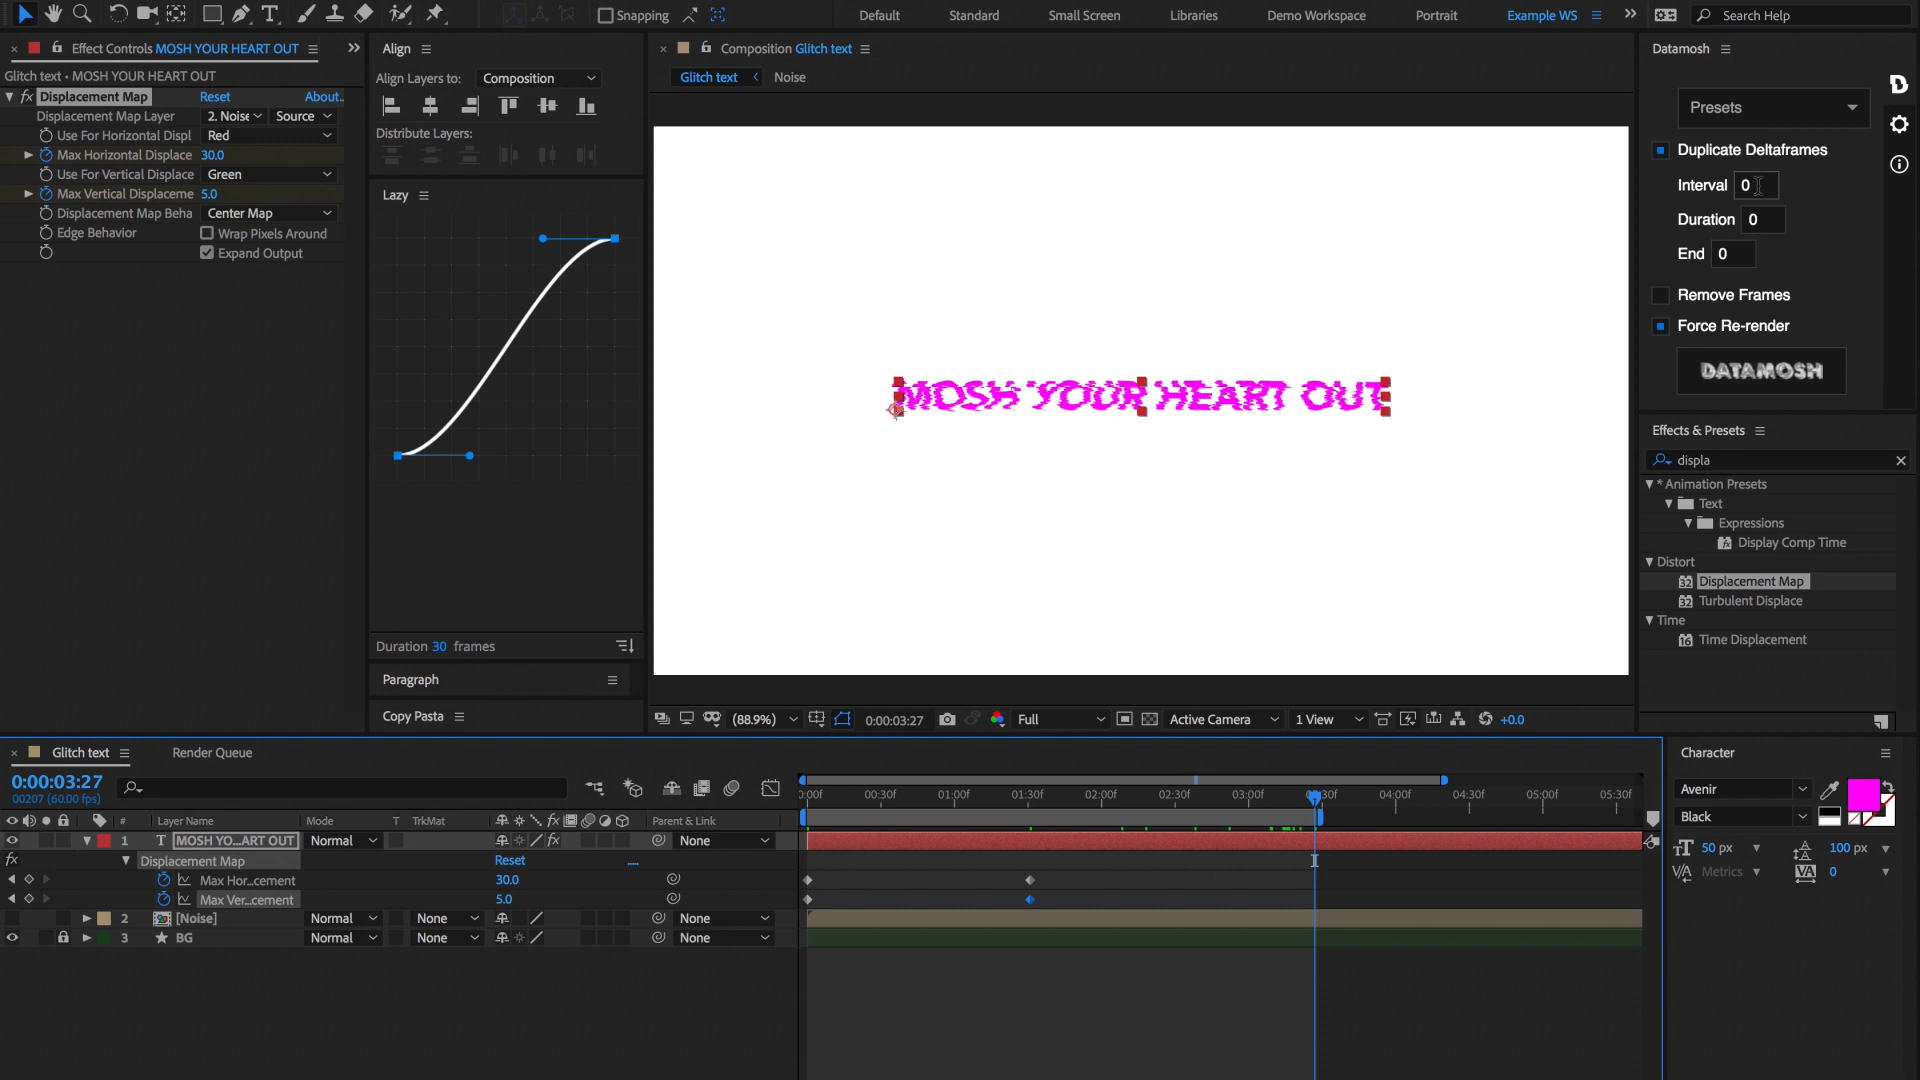 Snapping
Default
Standard
Small Screen
Libraries
Demo Workspace
Portrait
Example WS
Search Help
Effect Controls MOSH YOUR HEART OUT
Glitch text • MOSH YOUR HEART OUT
fx Displacement Map Reset About..
Displacement Map Layer 2. Noise Source
Use For Horizontal Displ Red
Max Horizontal Displace 30.0
Use For Vertical Displace Green
Max Vertical Displaceme 5.0
Displacement Map Beha Center Map
Edge Behavior Wrap Pixels Around
Expand Output
Align
Align Layers to: Composition
Distribute Layers:
Lazy
Duration 30 frames
Paragraph
Copy Pasta
Composition Glitch text
Glitch text Noise
MOSH YOUR HEART OUT
(88.9%) 0:00:03:27 Full Active Camera 1 View +0.0
Datamosh
Presets
Duplicate Deltaframes
Interval 0
Duration 0
End 0
Remove Frames
Force Re-render
DATAMOSH
Effects & Presets
displa
* Animation Presets
Text
Expressions
Display Comp Time
Distort
32 Displacement Map
32 Turbulent Displace
Time
16 Time Displacement
Glitch text Render Queue
0:00:03:27
00207 (60.00 fps)
# Layer Name Mode T TrkMat fx Parent & Link
1 T MOSH YO...ART OUT Normal fx None
fx Displacement Map Reset
Max Hor...cement 30.0
Max Ver...cement 5.0
2 [Noise] Normal None None
3 BG Normal None None
:00f 00:30f 01:00f 01:30f 02:00f 02:30f 03:00f 04:00f 04:30f 05:00f 05:30f
Character
Avenir
Black
50 px 100 px
Metrics 0